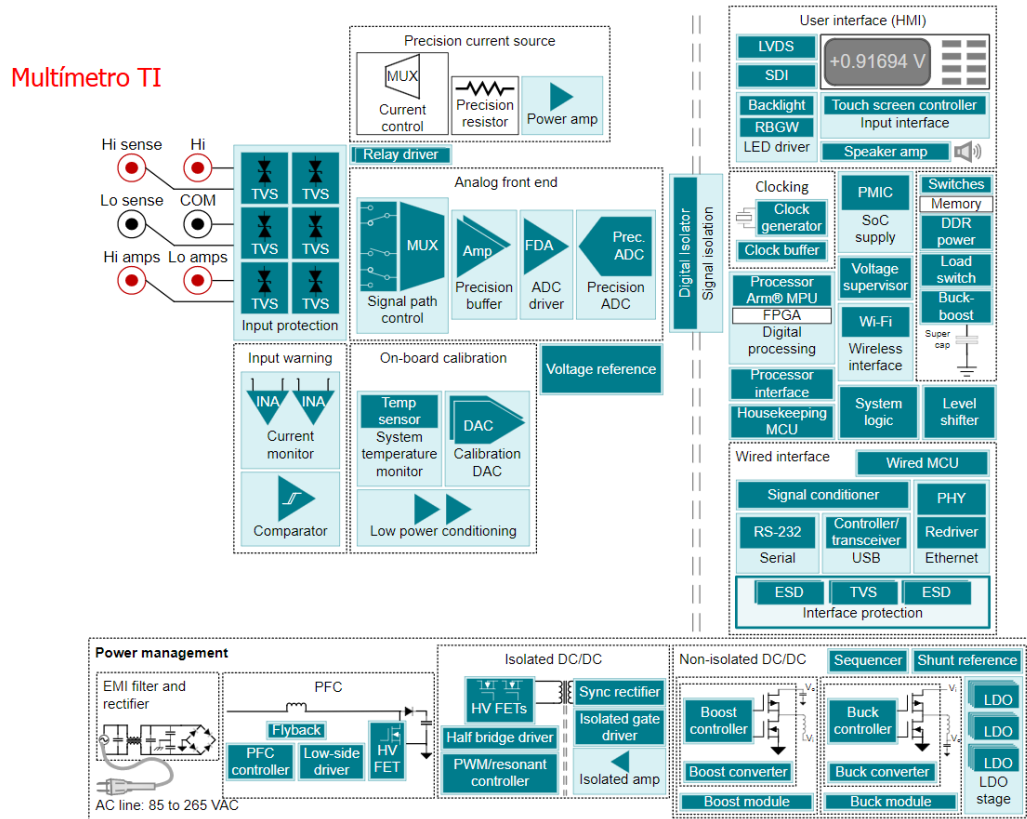 Multímetro TI
Precision current source
MUX
Current
control
Precision
resistor
Power amp
Relay driver
Hi sense
Hi
Lo sense
COM
Hi amps
Lo amps
TVS
TVS
TVS
TVS
TVS
TVS
Input protection
Analog front end
MUX
Signal path
control
Amp
Precision
buffer
FDA
ADC
driver
Prec.
ADC
Precision
ADC
Digital Isolator
Signal isolation
Input warning
INA
INA
Current
monitor
Comparator
On-board calibration
Temp
sensor
System
temperature
monitor
DAC
Calibration
DAC
Low power conditioning
Voltage reference
User interface (HMI)
LVDS
SDI
+0.91694 V
Backlight
RBGW
LED driver
Touch screen controller
Input interface
Speaker amp
Clocking
Clock
generator
Clock buffer
PMIC
SoC
supply
Switches
Memory
DDR
power
Load
switch
Buck-
boost
Super
cap
Processor
Arm® MPU
FPGA
Digital
processing
Voltage
supervisor
Wi-Fi
Wireless
interface
Processor
interface
Housekeeping
MCU
System
logic
Level
shifter
Wired interface
Wired MCU
Signal conditioner
PHY
RS-232
Serial
Controller/
transceiver
USB
Redriver
Ethernet
ESD
TVS
ESD
Interface protection
Power management
EMI filter and
rectifier
AC line: 85 to 265 VAC
PFC
Flyback
PFC
controller
Low-side
driver
HV
FET
Isolated DC/DC
HV FETs
Half bridge driver
PWM/resonant
controller
Sync rectifier
Isolated gate
driver
Isolated amp
Non-isolated DC/DC
Sequencer
Shunt reference
Boost
controller
Boost converter
Boost module
Buck
controller
Buck converter
Buck module
LDO
LDO
LDO
LDO
stage